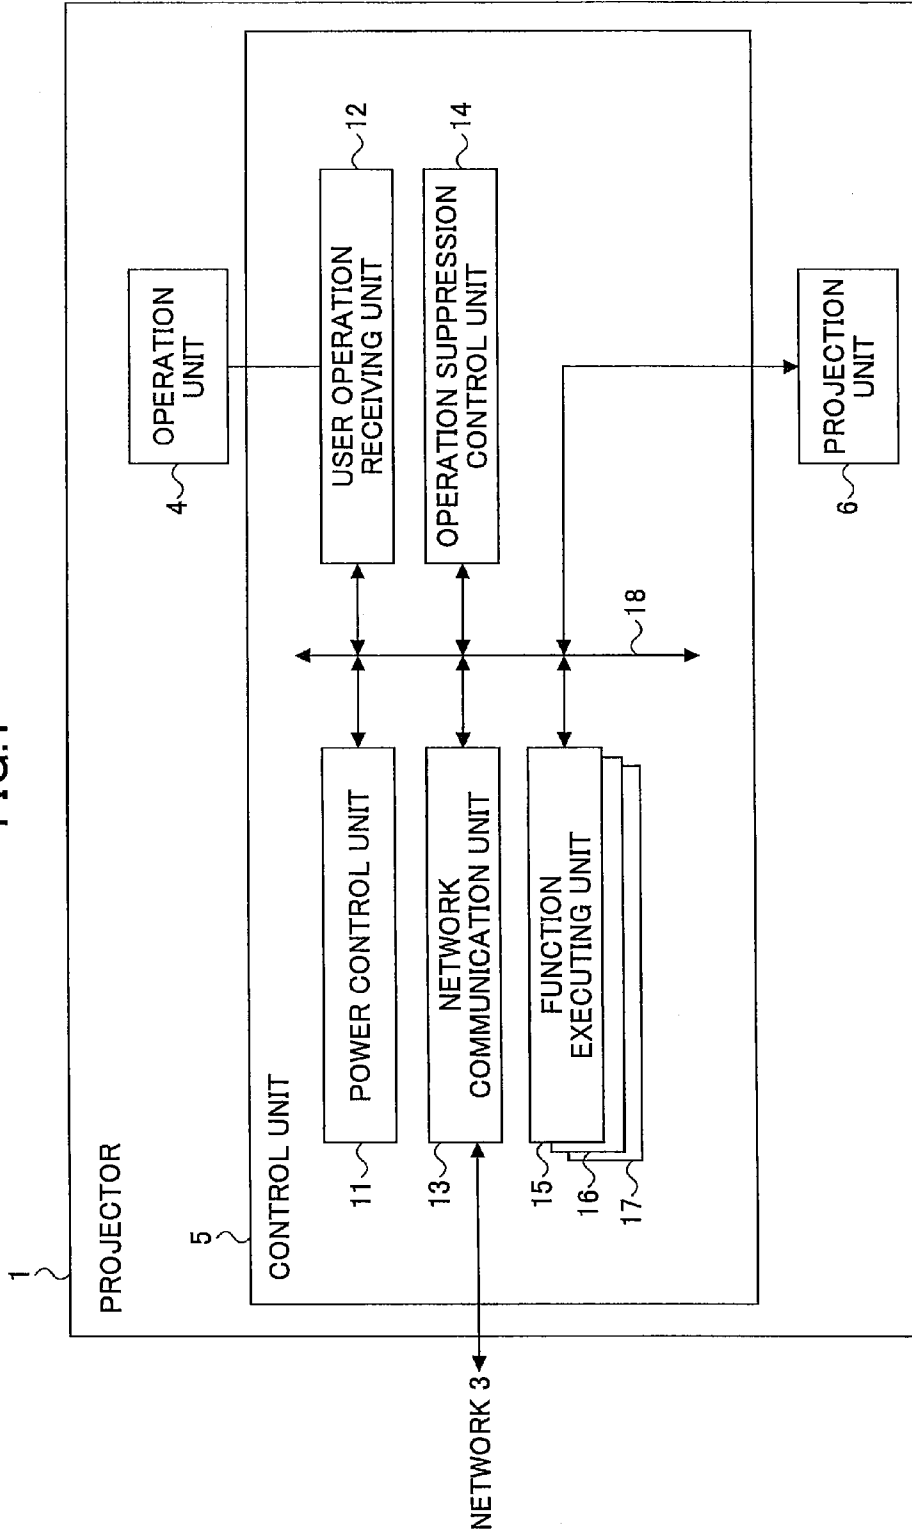 1
PROJECTOR
OPERATION
UNIT
4
5
CONTROL UNIT
POWER CONTROL UNIT
11
USER OPERATION
RECEIVING UNIT
12
NETWORK 3
NETWORK
COMMUNICATION UNIT
13
OPERATION SUPPRESSION
CONTROL UNIT
14
FUNCTION
EXECUTING UNIT
15
16
17
18
PROJECTION
UNIT
6